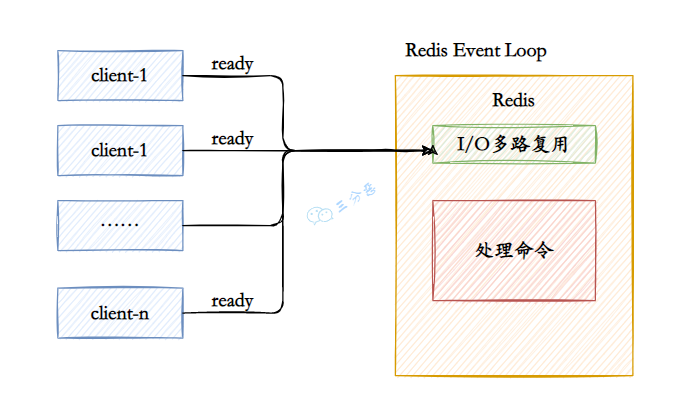 Redis Event Loop
client-1
ready
Redis
client-1
ready
I/O多路复用
三分恶
……
处理命令
client-n
ready